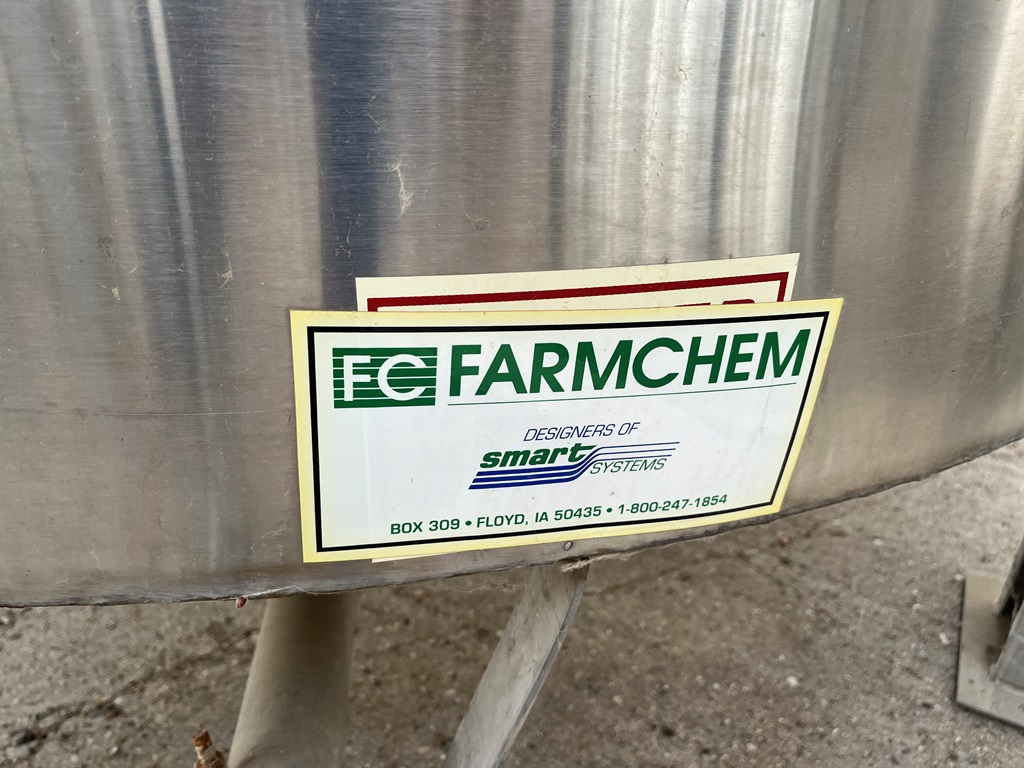 FC FARMCHEM
DESIGNERS OF
smart
SYSTEMS
BOX 309 • FLOYD, IA 50435 • 1-800-247-1854